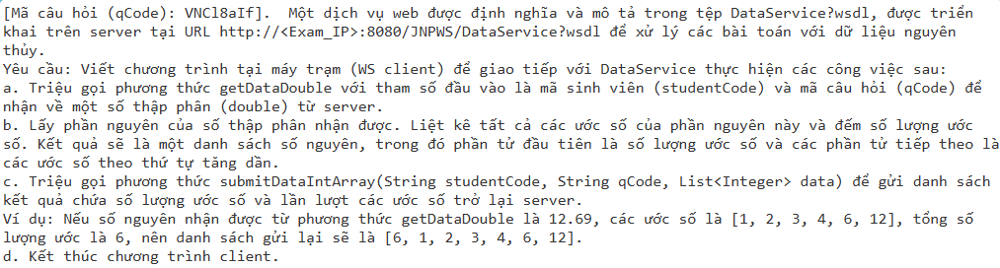 [Mã câu hỏi (qCode): VNCl8aIf].  Một dịch vụ web được định nghĩa và mô tả trong tệp DataService?wsdl, được triển
khai trên server tại URL http://<Exam_IP>:8080/JNPWS/DataService?wsdl để xử lý các bài toán với dữ liệu nguyên
thủy.
Yêu cầu: Viết chương trình tại máy trạm (WS client) để giao tiếp với DataService thực hiện các công việc sau:
a. Triệu gọi phương thức getDataDouble với tham số đầu vào là mã sinh viên (studentCode) và mã câu hỏi (qCode) để
nhận về một số thập phân (double) từ server.
b. Lấy phần nguyên của số thập phân nhận được. Liệt kê tất cả các ước số của phần nguyên này và đếm số lượng ước
số. Kết quả sẽ là một danh sách số nguyên, trong đó phần tử đầu tiên là số lượng ước số và các phần tử tiếp theo là
các ước số theo thứ tự tăng dần.
c. Triệu gọi phương thức submitDataIntArray(String studentCode, String qCode, List<Integer> data) để gửi danh sách
kết quả chứa số lượng ước số và lần lượt các ước số trở lại server.
Ví dụ: Nếu số nguyên nhận được từ phương thức getDataDouble là 12.69, các ước số là [1, 2, 3, 4, 6, 12], tổng số
lượng ước là 6, nên danh sách gửi lại sẽ là [6, 1, 2, 3, 4, 6, 12].
d. Kết thúc chương trình client.